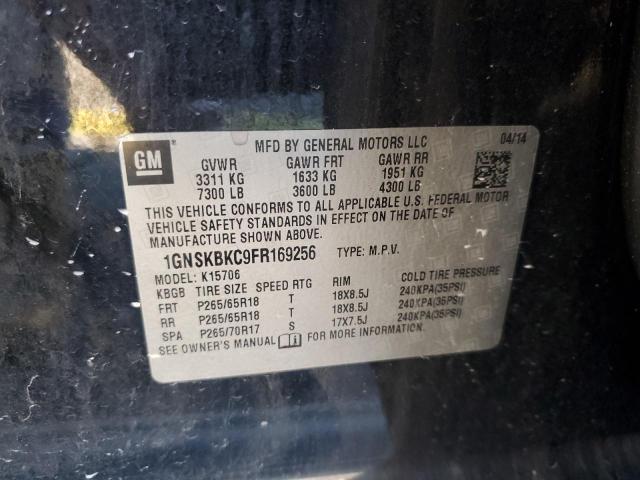 GM
MFD BY GENERAL MOTORS LLC 04/14
GVWR GAWR FRT GAWR RR
3311 KG 1633 KG 1951 KG
7300 LB 3600 LB 4300 LB
THIS VEHICLE CONFORMS TO ALL APPLICABLE U.S. FEDERAL MOTOR
VEHICLE SAFETY STANDARDS IN EFFECT ON THE DATE OF
MANUFACTURE SHOWN ABOVE.
1GNSKBKC9FR169256 TYPE: M.P.V.
MODEL: K15706
KBGB TIRE SIZE SPEED RTG RIM COLD TIRE PRESSURE
FRT P265/65R18 T 18X8.5J 240KPA(35PSI)
RR P265/65R18 T 18X8.5J 240KPA(35PSI)
SPA P265/70R17 S 17X7.5J 240KPA(35PSI)
SEE OWNER'S MANUAL FOR MORE INFORMATION.